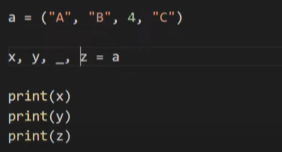 a = ("A", "B", 4, "C")
x, y, _, z = a
print(x)
print(y)
print(z)